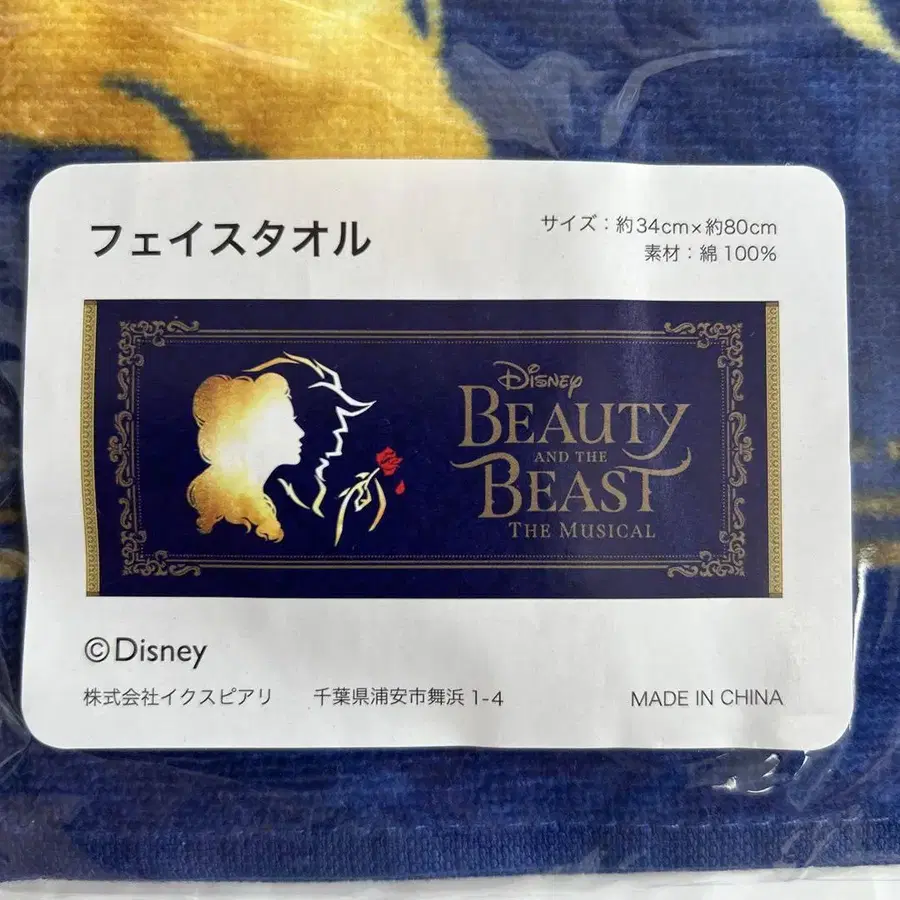 フェイスタオル
サイズ：約34cm×約80cm
素材：綿 100%
Disney
BEAUTY
AND THE
BEAST
THE MUSICAL
©Disney
株式会社イクスピアリ 千葉県浦安市舞浜 1-4 MADE IN CHINA